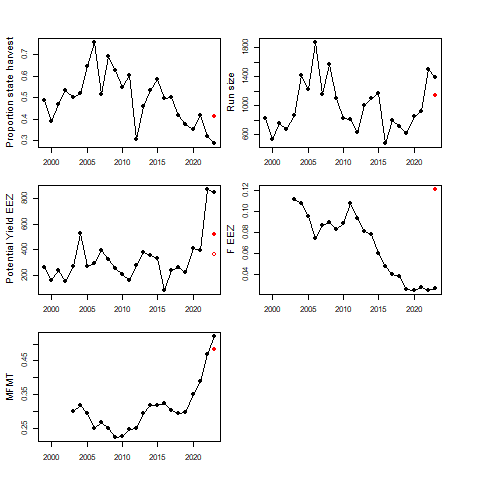 Proportion state harvest
0.3 0.4 0.5 0.6 0.7
2000 2005 2010 2015 2020
Run size
600 1000 1400 1800
2000 2005 2010 2015 2020
Potential Yield EEZ
200 400 600 800
2000 2005 2010 2015 2020
F EEZ
0.04 0.06 0.08 0.10 0.12
2000 2005 2010 2015 2020
MFMT
0.25 0.35 0.45
2000 2005 2010 2015 2020